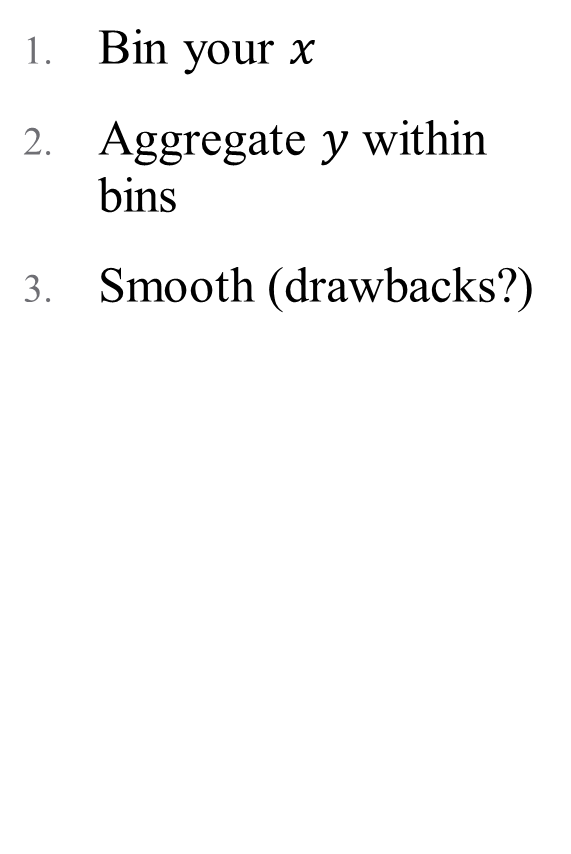 1. Bin your x
2. Aggregate y within
bins
3. Smooth (drawbacks?)